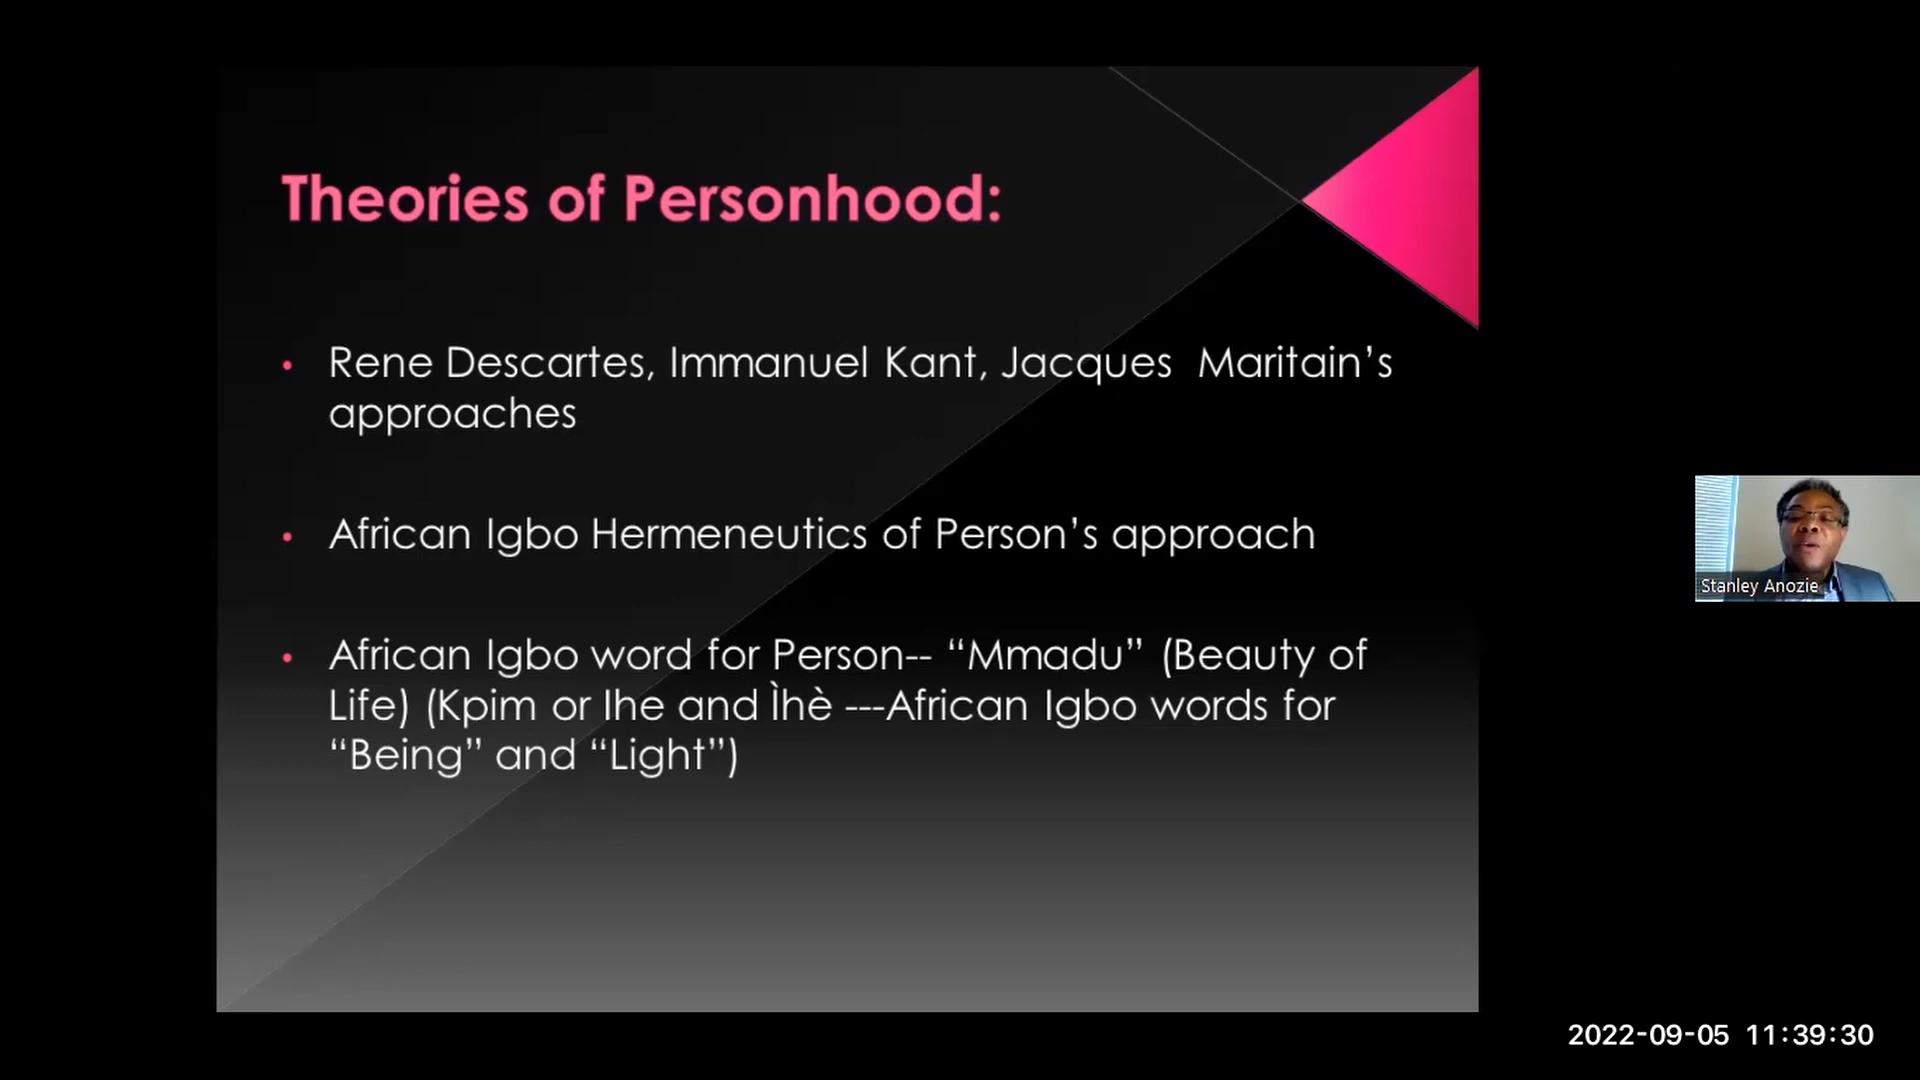 Theories of Personhood:
• Rene Descartes, Immanuel Kant, Jacques  Maritain’s
approaches
• African Igbo Hermeneutics of Person’s approach
• African Igbo word for Person-- “Mmadu” (Beauty of
Life) (Kpim or Ihe and Ìhè ---African Igbo words for
“Being” and “Light”)
Stanley Anozie
2022-09-05 11:39:30